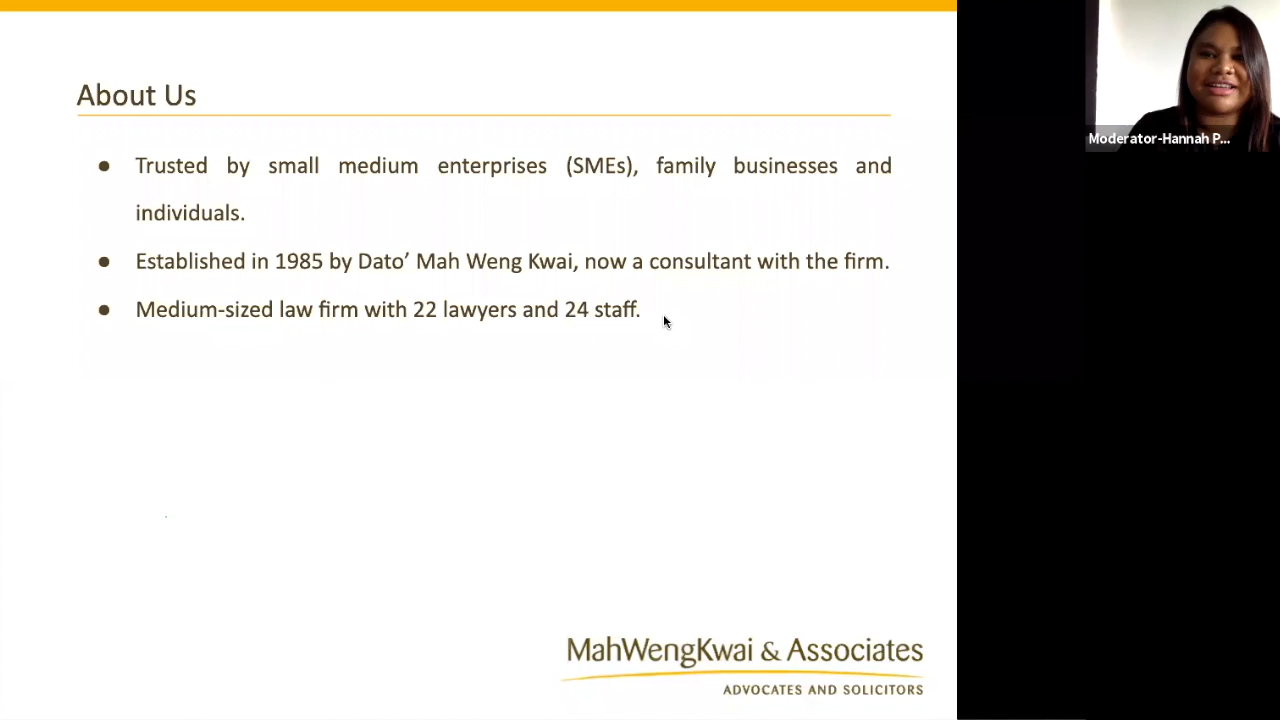 About Us
● Trusted by small medium enterprises (SMEs), family businesses and
individuals.
● Established in 1985 by Dato’ Mah Weng Kwai, now a consultant with the firm.
● Medium-sized law firm with 22 lawyers and 24 staff.
MahWengKwai & Associates
ADVOCATES AND SOLICITORS
Moderator-Hannah P...